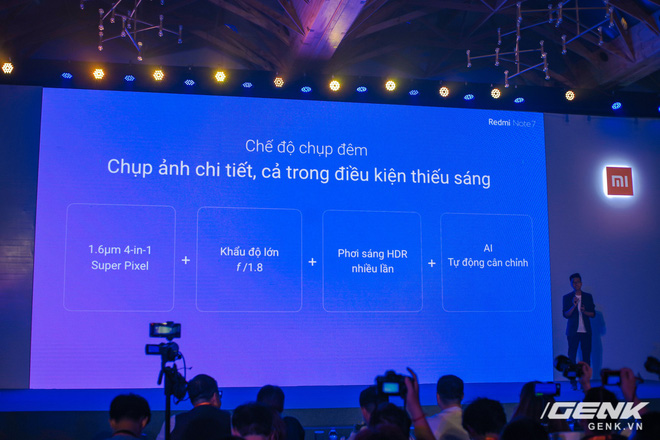 Redmi Note 7
Chế độ chụp đêm
Chụp ảnh chi tiết, cả trong điều kiện thiếu sáng
1.6μm 4-in-1
Super Pixel
+
Khẩu độ lớn
f /1.8
+
Phơi sáng HDR
nhiều lần
+
AI
Tự động cân chỉnh
mi
GENK
GENK.VN